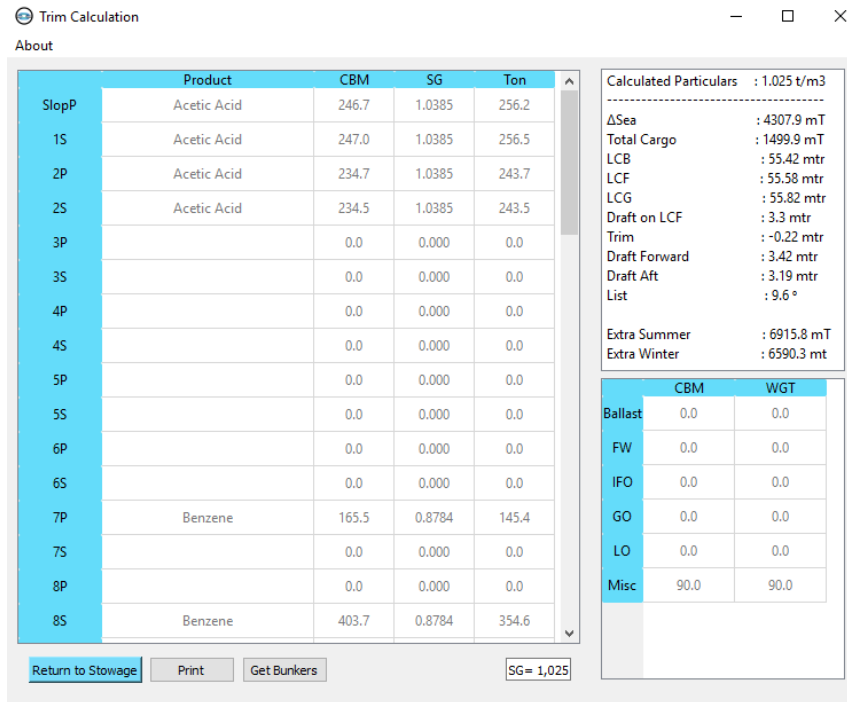 Trim Calculation
About
Product CBM SG Ton
SlopP Acetic Acid 246.7 1.0385 256.2
1S Acetic Acid 247.0 1.0385 256.5
2P Acetic Acid 234.7 1.0385 243.7
2S Acetic Acid 234.5 1.0385 243.5
3P 0.0 0.000 0.0
3S 0.0 0.000 0.0
4P 0.0 0.000 0.0
4S 0.0 0.000 0.0
5P 0.0 0.000 0.0
5S 0.0 0.000 0.0
6P 0.0 0.000 0.0
6S 0.0 0.000 0.0
7P Benzene 165.5 0.8784 145.4
7S 0.0 0.000 0.0
8P 0.0 0.000 0.0
8S Benzene 403.7 0.8784 354.6
Return to Stowage Print Get Bunkers SG= 1,025
Calculated Particulars : 1.025 t/m3
--------------------------------------
ΔSea : 4307.9 mT
Total Cargo : 1499.9 mT
LCB : 55.42 mtr
LCF : 55.58 mtr
LCG : 55.82 mtr
Draft on LCF : 3.3 mtr
Trim : -0.22 mtr
Draft Forward : 3.42 mtr
Draft Aft : 3.19 mtr
List : 9.6 º
Extra Summer : 6915.8 mT
Extra Winter : 6590.3 mt
CBM WGT
Ballast 0.0 0.0
FW 0.0 0.0
IFO 0.0 0.0
GO 0.0 0.0
LO 0.0 0.0
Misc 90.0 90.0